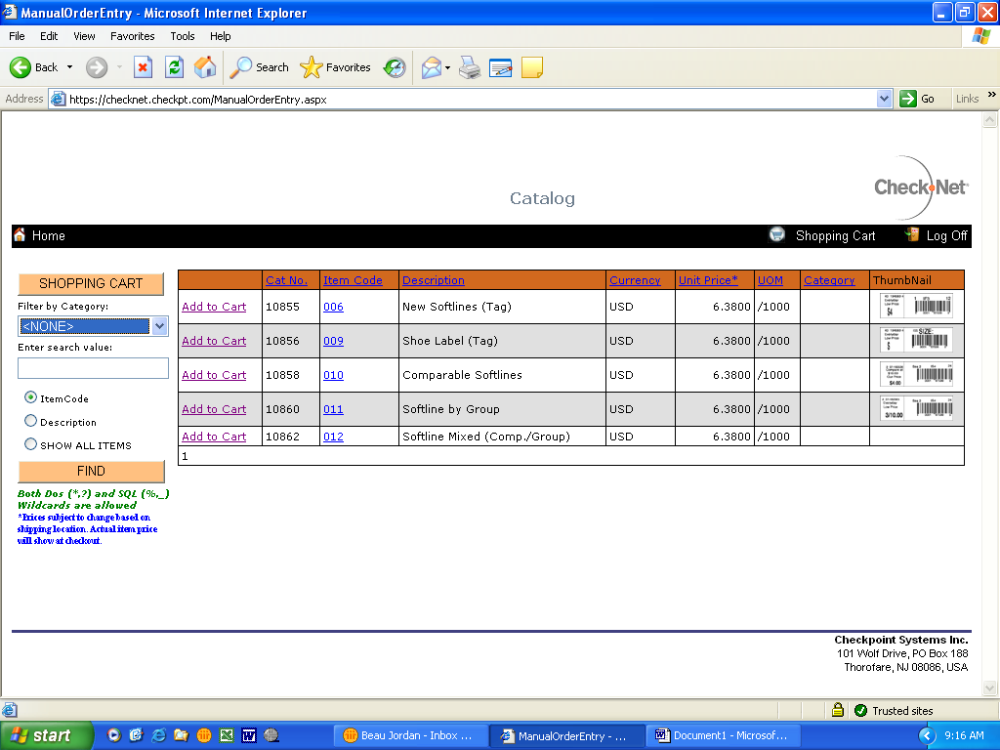 ManualOrderEntry - Microsoft Internet Explorer
File Edit View Favorites Tools Help
Back Search Favorites
Address https://checknet.checkpt.com/ManualOrderEntry.aspx Go Links »
Catalog
Check Net
Home Shopping Cart Log Off
SHOPPING CART
Filter by Category:
<NONE>
Enter search value:
ItemCode
Description
SHOW ALL ITEMS
FIND
Both Dos (*,?) and SQL (%,_)
Wildcards are allowed
*Prices subject to change based on
shipping location. Actual item price
will show at checkout.
Cat No. Item Code Description Currency Unit Price* UOM Category ThumbNail
Add to Cart 10855 006 New Softlines (Tag) USD 6.3800 /1000
Add to Cart 10856 009 Shoe Label (Tag) USD 6.3800 /1000
SIZE:
Add to Cart 10858 010 Comparable Softlines USD 6.3800 /1000
$4.00
Add to Cart 10860 011 Softline by Group USD 6.3800 /1000
3/10.00
Add to Cart 10862 012 Softline Mixed (Comp./Group) USD 6.3800 /1000
1
Checkpoint Systems Inc.
101 Wolf Drive, PO Box 188
Thorofare, NJ 08086, USA
Trusted sites
start Beau Jordan - Inbox ... ManualOrderEntry - ... Document1 - Microsof... 9:16 AM